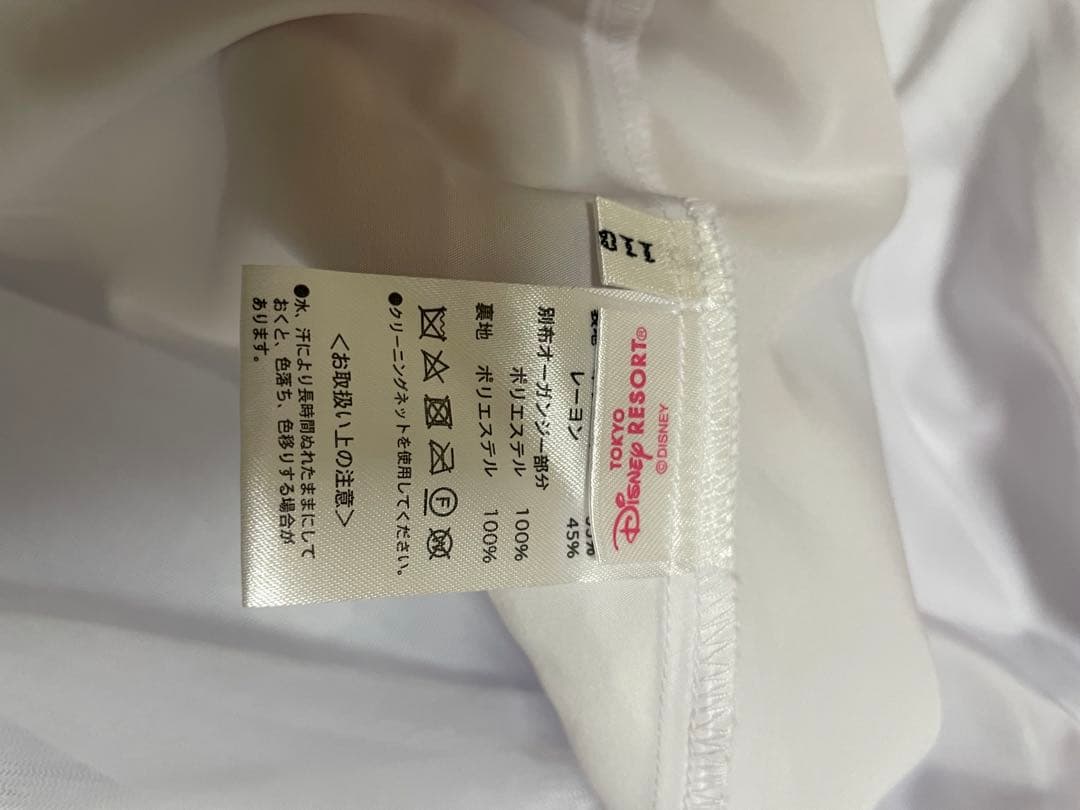 110
TOKYO
Disney RESORT®
©DISNEY
レーヨン 45%
別布オーガンジー部分
ポリエステル 100%
裏地 ポリエステル 100%
F
●クリーニングネットを使用してください。
<お取扱い上の注意>
●水、汗により長時間ぬれたままにして
おくと、色落ち、色移りする場合が
あります。